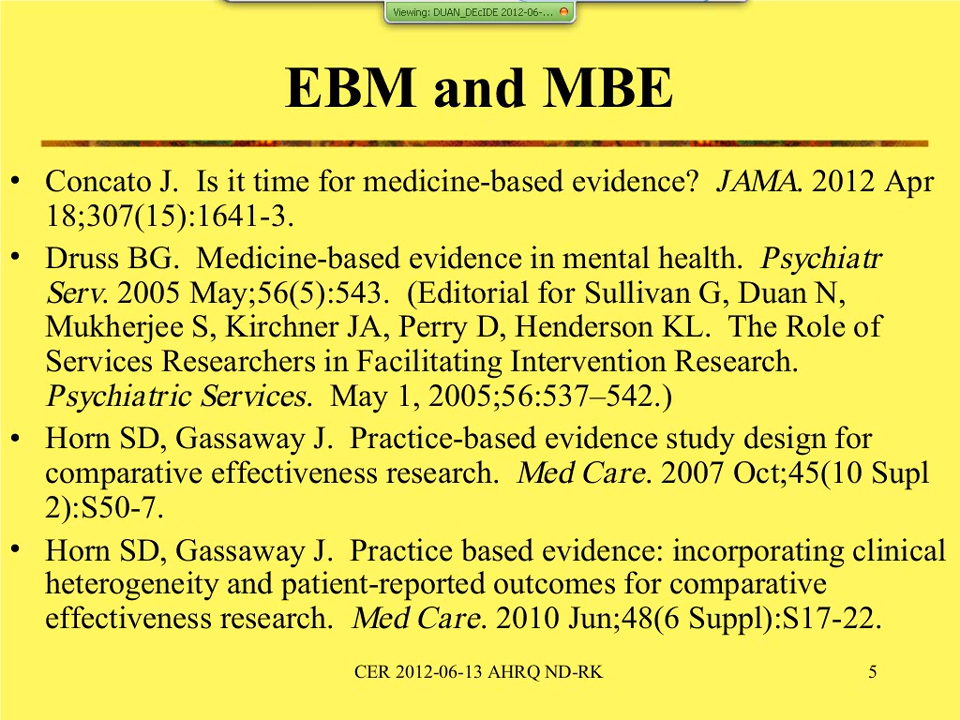 Viewing: DUAN_DEcIDE 2012-06-...
EBM and MBE
• Concato J. Is it time for medicine-based evidence? JAMA. 2012 Apr
18;307(15):1641-3.
• Druss BG. Medicine-based evidence in mental health. Psychiatr
Serv. 2005 May;56(5):543. (Editorial for Sullivan G, Duan N,
Mukherjee S, Kirchner JA, Perry D, Henderson KL. The Role of
Services Researchers in Facilitating Intervention Research.
Psychiatric Services. May 1, 2005;56:537–542.)
• Horn SD, Gassaway J. Practice-based evidence study design for
comparative effectiveness research. Med Care. 2007 Oct;45(10 Supl
2):S50-7.
• Horn SD, Gassaway J. Practice based evidence: incorporating clinical
heterogeneity and patient-reported outcomes for comparative
effectiveness research. Med Care. 2010 Jun;48(6 Suppl):S17-22.
CER 2012-06-13 AHRQ ND-RK
5